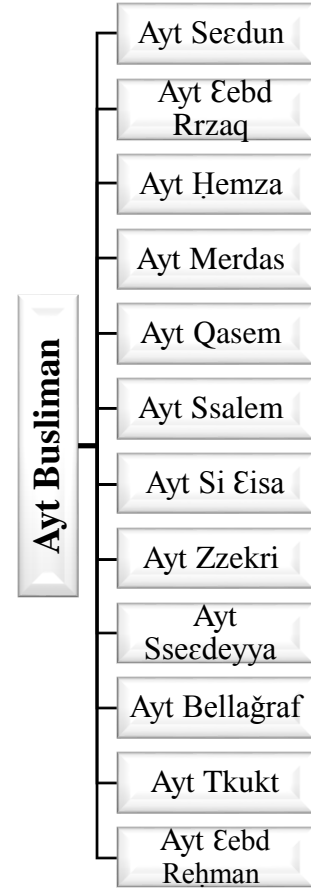 Ayt Busliman
Ayt Seɛdun
Ayt Ɛebd
Rrzaq
Ayt Ḥemza
Ayt Merdas
Ayt Qasem
Ayt Ssalem
Ayt Si Ɛisa
Ayt Zzekri
Ayt
Sseɛdeyya
Ayt Bellağraf
Ayt Tkukt
Ayt Ɛebd
Reḥman